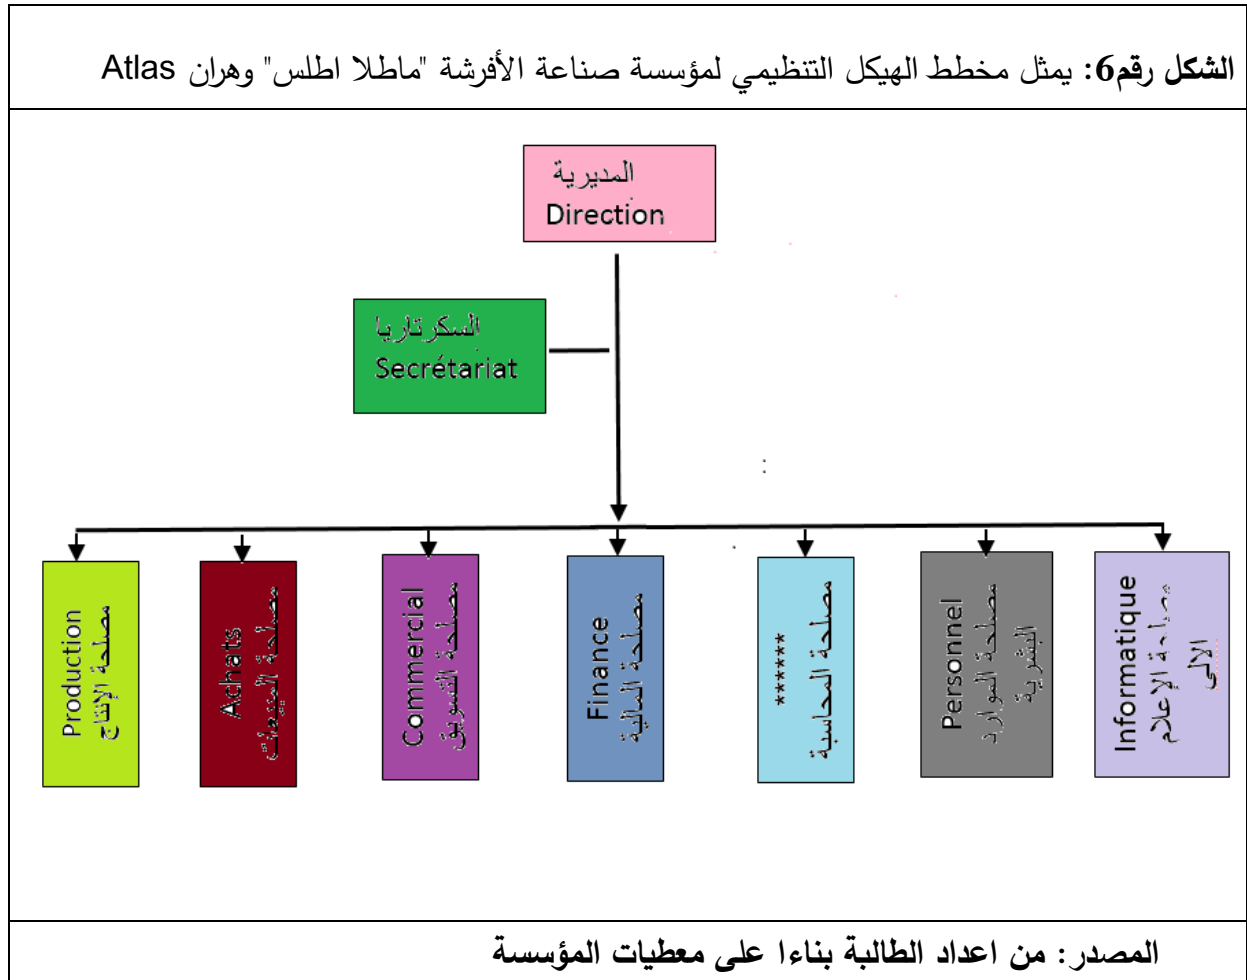 الشكل رقم6: يمثل مخطط الهيكل التنظيمي لمؤسسة صناعة الأفرشة "ماطلا اطلس" وهران Atlas
المديرية
Direction
السكرتاريا
Secrétariat
Production
مصلحة الإنتاج
Achats
مصلحة المبيعات
Commercial
مصلحة التسويق
Finance
مصلحة المالية
*******
مصلحة المحاسبة
Personnel
مصلحة الموارد
البشرية
Informatique
مصلحة الإعلام
الالي
المصدر: من اعداد الطالبة بناءا على معطيات المؤسسة